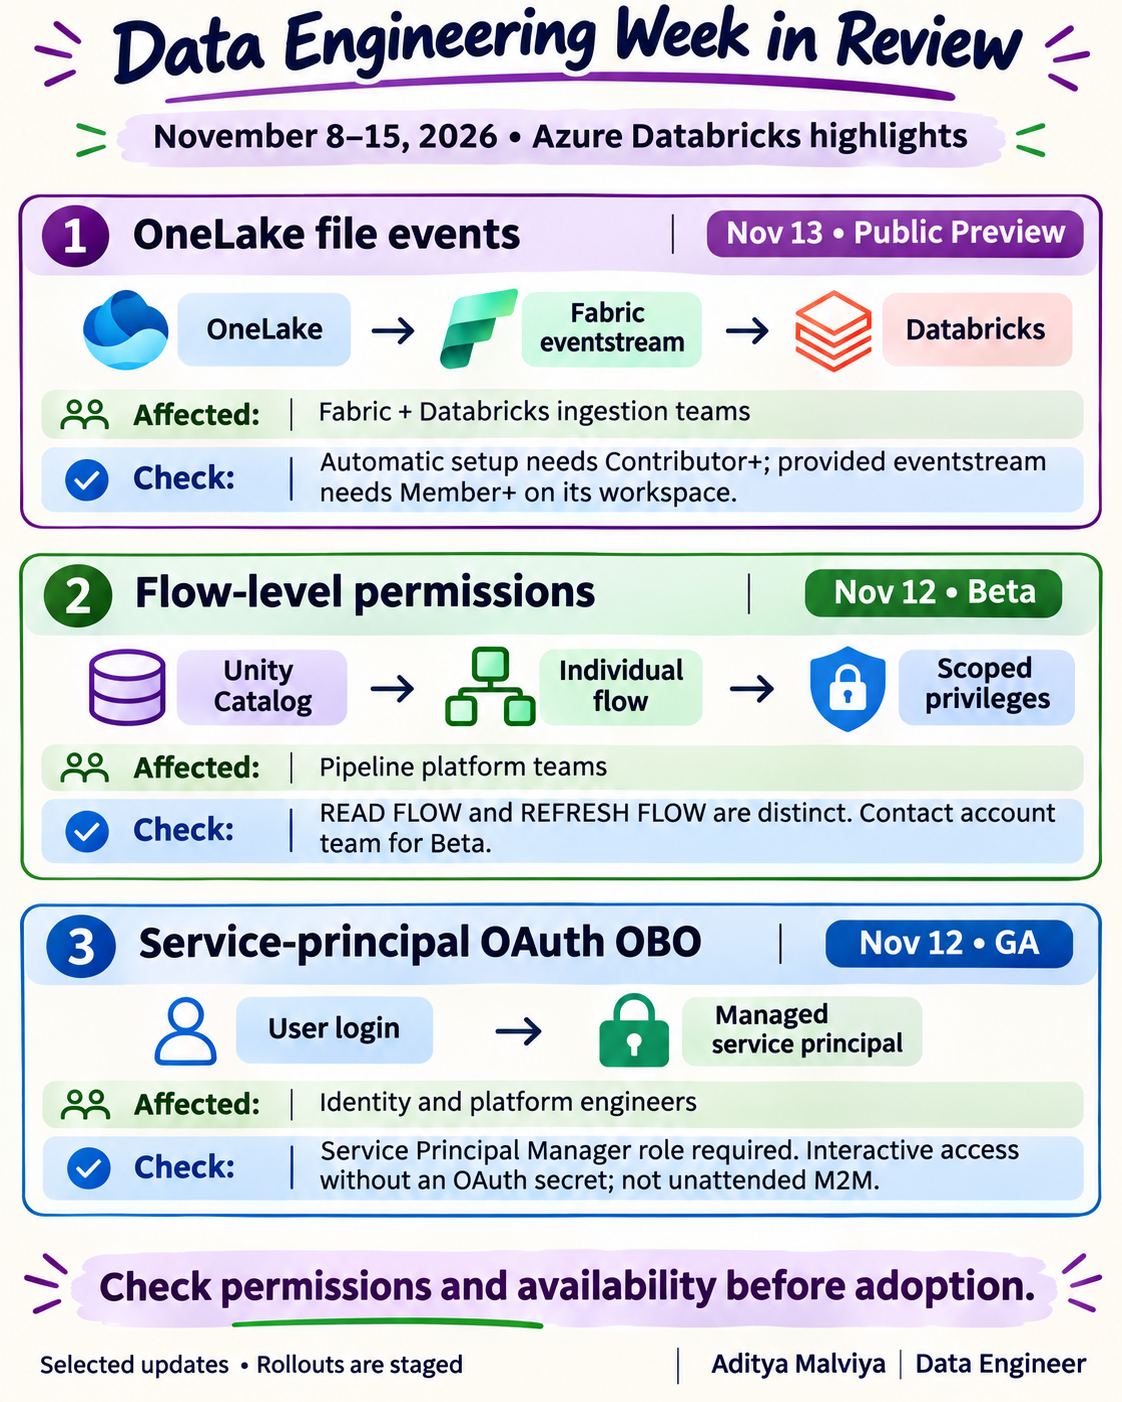 Data Engineering Week in Review
November 8–15, 2026 • Azure Databricks highlights
1 OneLake file events | Nov 13 • Public Preview
OneLake
Fabric
eventstream
Databricks
Affected: | Fabric + Databricks ingestion teams
Check: | Automatic setup needs Contributor+; provided eventstream
needs Member+ on its workspace.
2 Flow-level permissions | Nov 12 • Beta
Unity
Catalog
Individual
flow
Scoped
privileges
Affected: | Pipeline platform teams
Check: | READ FLOW and REFRESH FLOW are distinct. Contact account
team for Beta.
3 Service-principal OAuth OBO | Nov 12 • GA
User login
Managed
service principal
Affected: | Identity and platform engineers
Check: | Service Principal Manager role required. Interactive access
without an OAuth secret; not unattended M2M.
Check permissions and availability before adoption.
Selected updates • Rollouts are staged | Aditya Malviya | Data Engineer